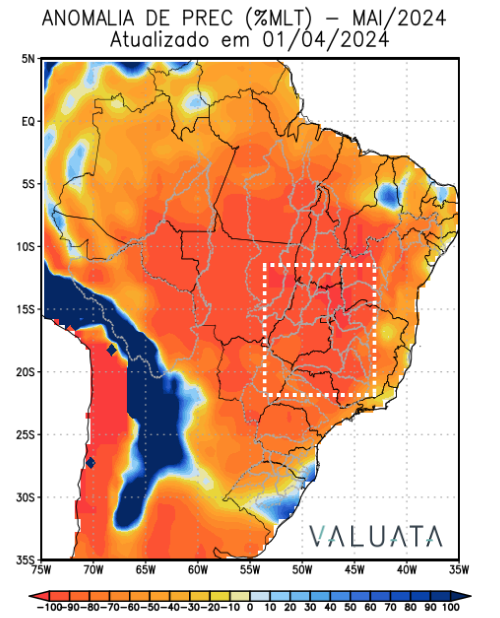 ANOMALIA DE PREC (%MLT) – MAI/2024
Atualizado em 01/04/2024
5N
EQ
5S
10S
15S
20S
25S
30S
35S
VALUATA
75W 70W 65W 60W 55W 50W 45W 40W 35W
-100 -90 -80 -70 -60 -50 -40 -30 -20 -10 0 10 20 30 40 50 60 70 80 90 100